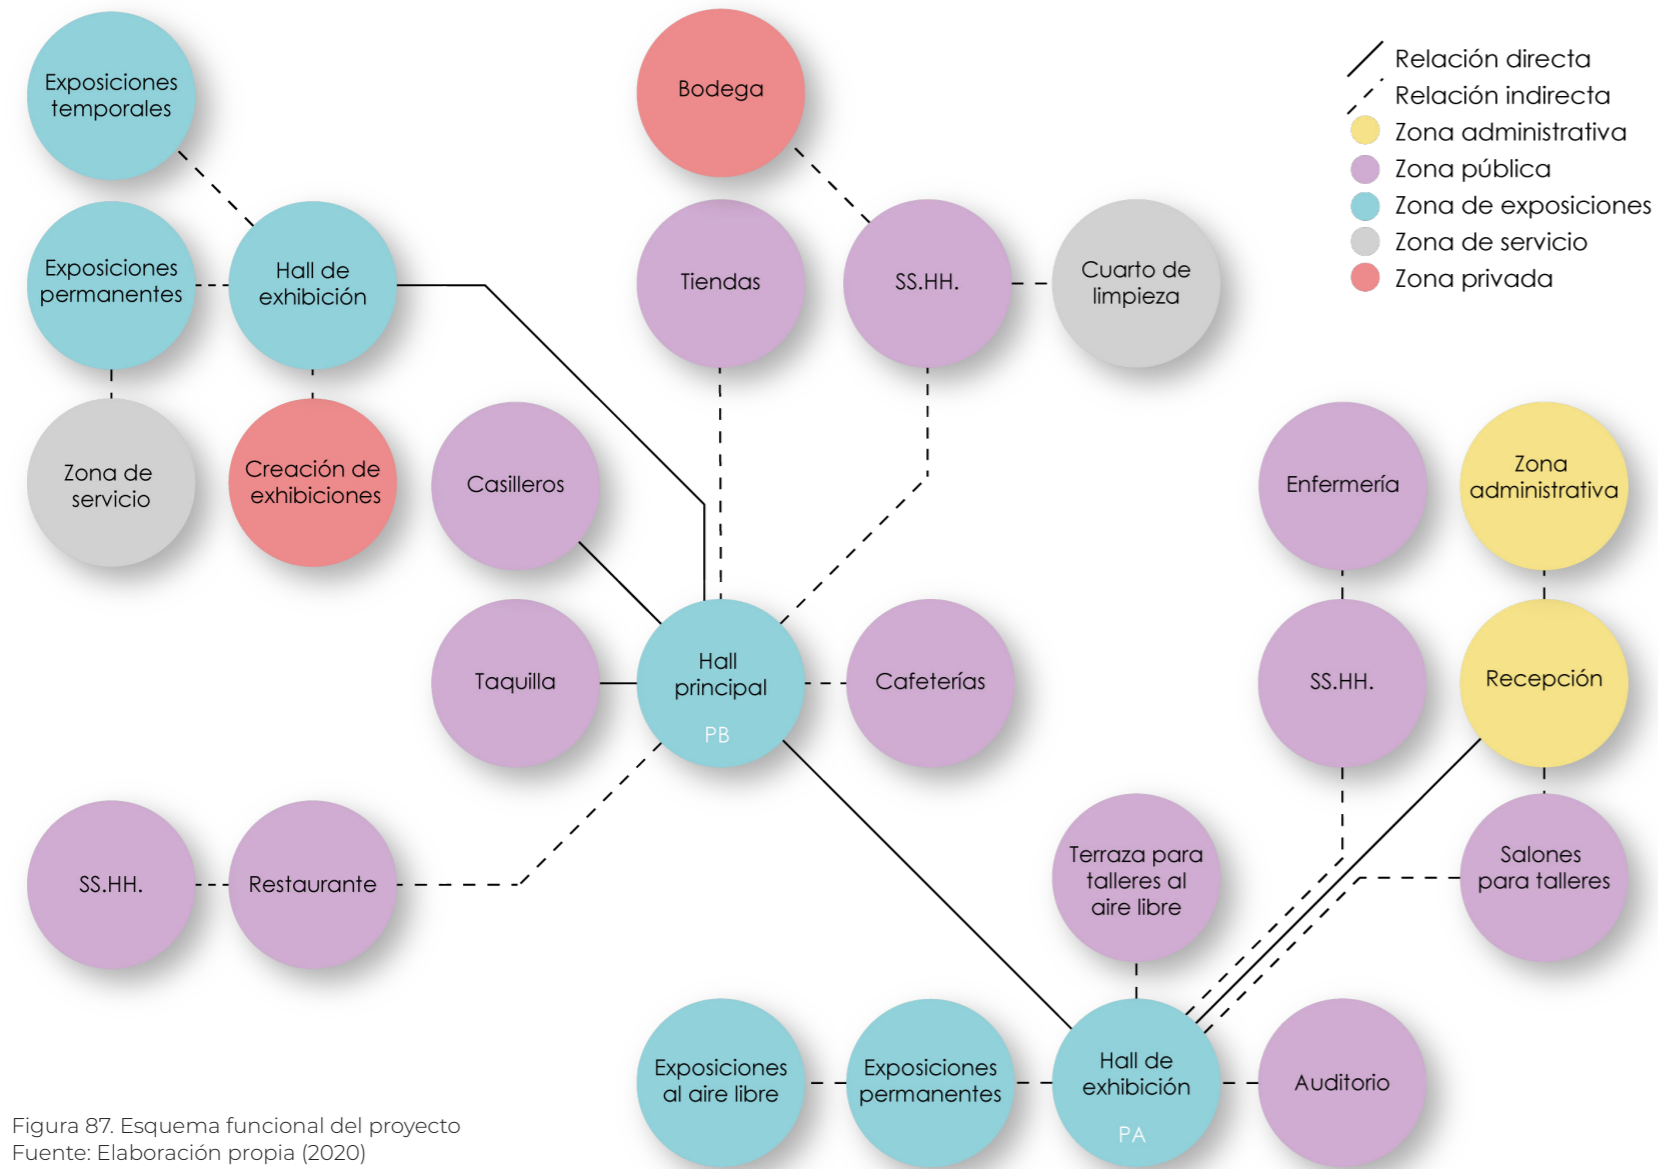 Exposiciones
temporales
Bodega
Relación directa
Relación indirecta
Zona administrativa
Zona pública
Zona de exposiciones
Zona de servicio
Zona privada
Exposiciones
permanentes
Hall de
exhibición
Tiendas
SS.HH.
Cuarto de
limpieza
Zona de
servicio
Creación de
exhibiciones
Casilleros
Enfermería
Zona
administrativa
Taquilla
Hall
principal
PB
Cafeterías
SS.HH.
Recepción
SS.HH.
Restaurante
Terraza para
talleres al
aire libre
Salones
para talleres
Exposiciones
al aire libre
Exposiciones
permanentes
Hall de
exhibición
PA
Auditorio
Figura 87. Esquema funcional del proyecto
Fuente: Elaboración propia (2020)